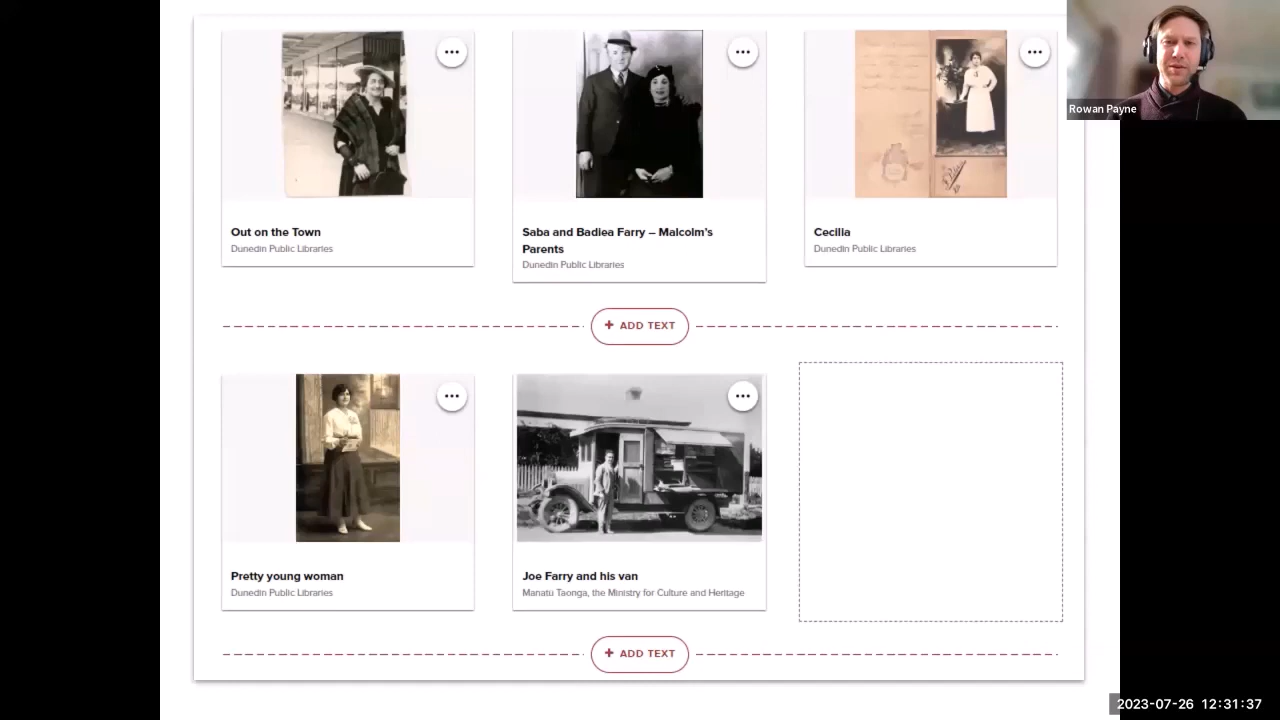 Rowan Payne
Out on the Town
Dunedin Public Libraries
Saba and Badiea Farry – Malcolm's
Parents
Dunedin Public Libraries
Cecilia
Dunedin Public Libraries
+ ADD TEXT
Pretty young woman
Dunedin Public Libraries
Joe Farry and his van
Manatū Taonga, the Ministry for Culture and Heritage
+ ADD TEXT
2023-07-26 12:31:37